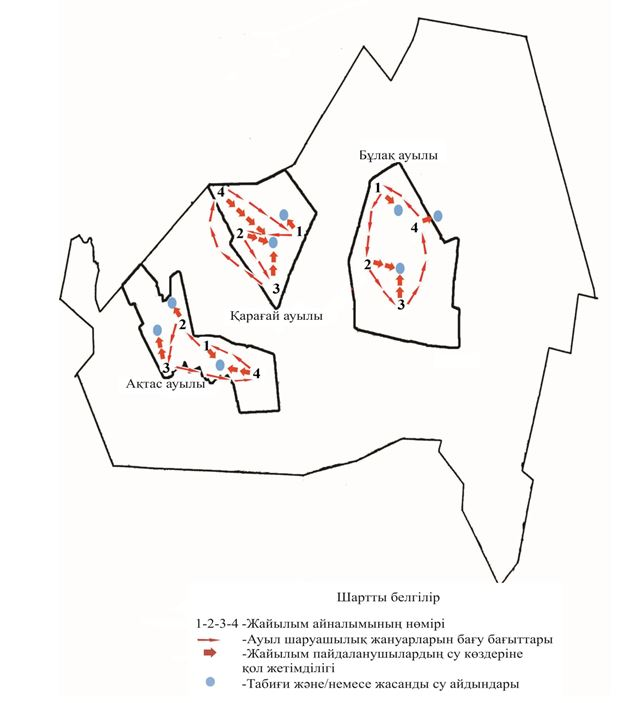 Бұлақ ауылы
4
1
1
2
4
2
3
3
Қарағай ауылы
2
1
3
4
Ақтас ауылы
Шартты белгілір
1-2-3-4 -Жайылым айналымының нөмірі
-Ауыл шаруашылық жануарларын бағу бағыттары
-Жайылым пайдаланушылардың су көздеріне
қол жетімділігі
-Табиғи және/немесе жасанды су айдындары